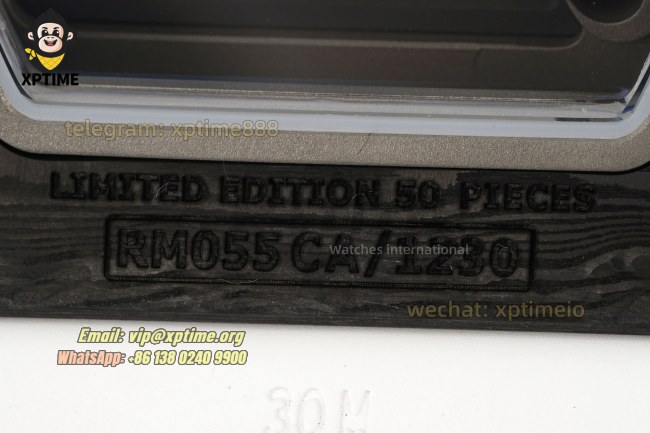 XPTIME
telegram: xptime888
LIMITED EDITION 50 PIECES
RM055 CA/1230
Watches international
wechat: xptimeio
Email: vip@xptime.org
WhatsApp: +86 138 0240 9900
30M